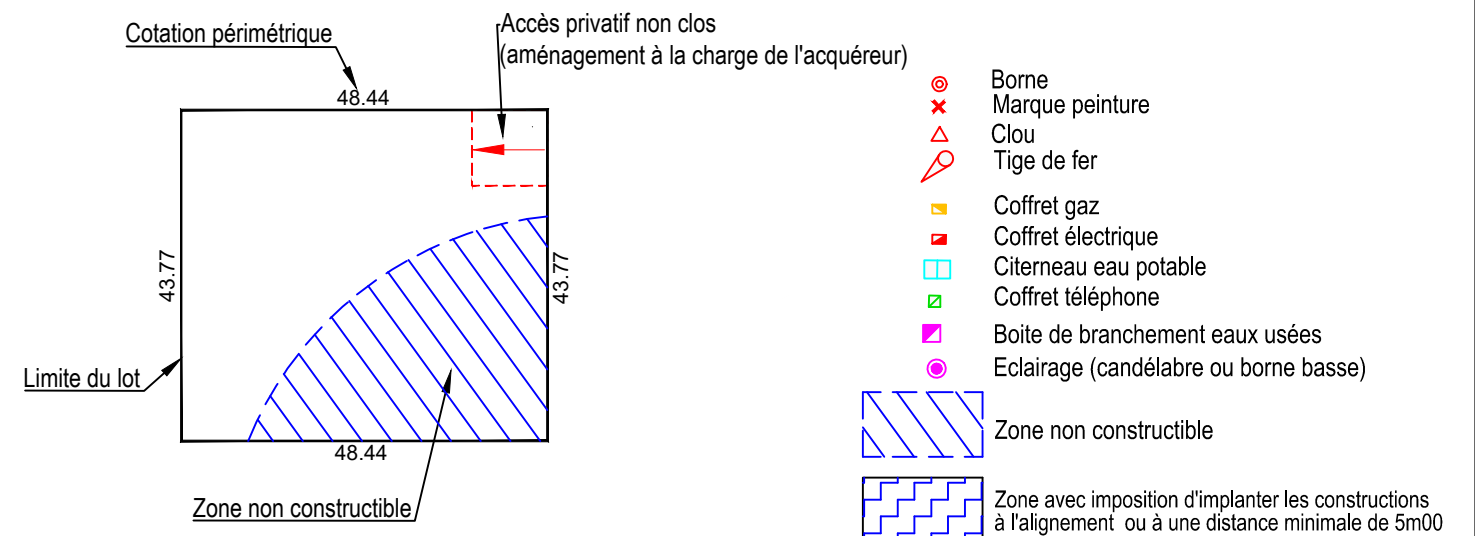 Cotation périmétrique
Accès privatif non clos
(aménagement à la charge de l'acquéreur)
48.44
43.77
43.77
48.44
Limite du lot
Zone non constructible
Borne
Marque peinture
Clou
Tige de fer
Coffret gaz
Coffret électrique
Citerneau eau potable
Coffret téléphone
Boite de branchement eaux usées
Eclairage (candélabre ou borne basse)
Zone non constructible
Zone avec imposition d'implanter les constructions
à l'alignement ou à une distance minimale de 5m00